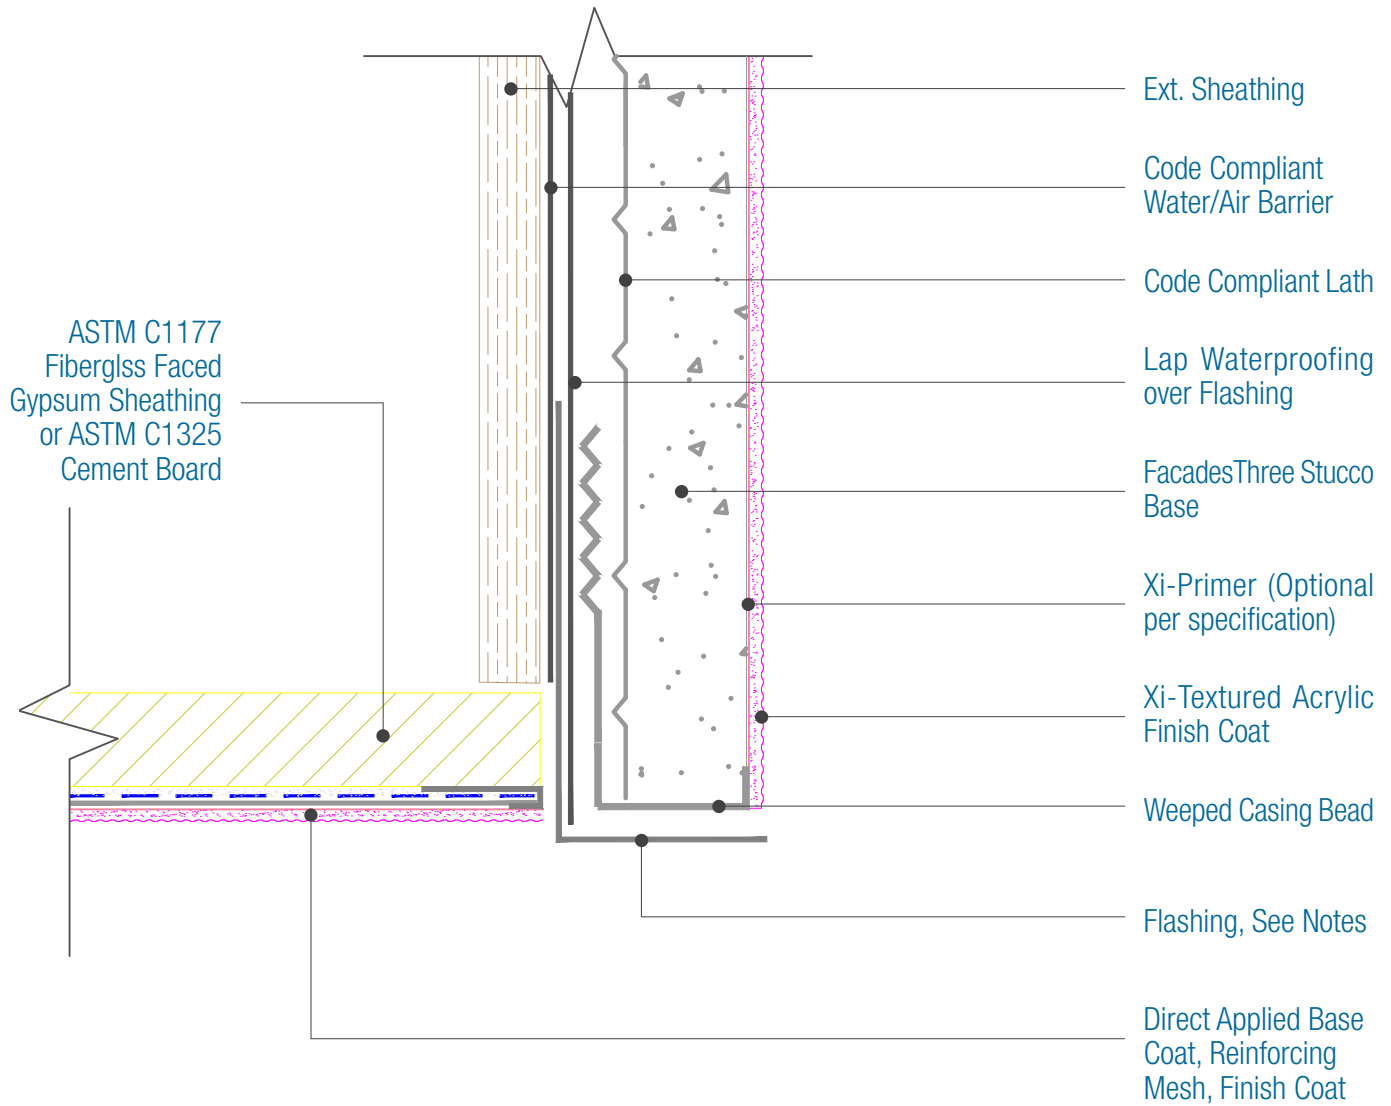 Ext. Sheathing
Code Compliant
Water/Air Barrier
Code Compliant Lath
ASTM C1177
Fiberglss Faced
Gypsum Sheathing
or ASTM C1325
Cement Board
Lap Waterproofing
over Flashing
FacadesThree Stucco
Base
Xi-Primer (Optional
per specification)
Xi-Textured Acrylic
Finish Coat
Weeped Casing Bead
Flashing, See Notes
Direct Applied Base
Coat, Reinforcing
Mesh, Finish Coat